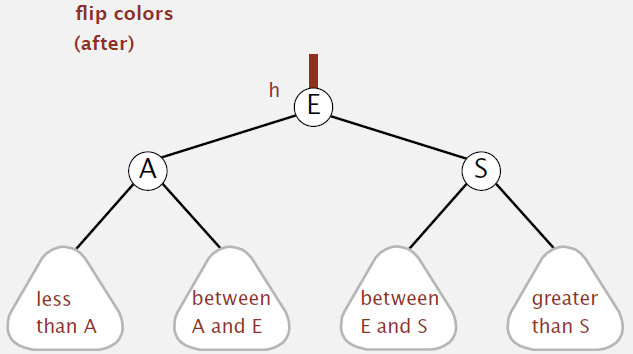 flip colors
(after)
h
E
A
S
less
than A
between
A and E
between
E and S
greater
than S